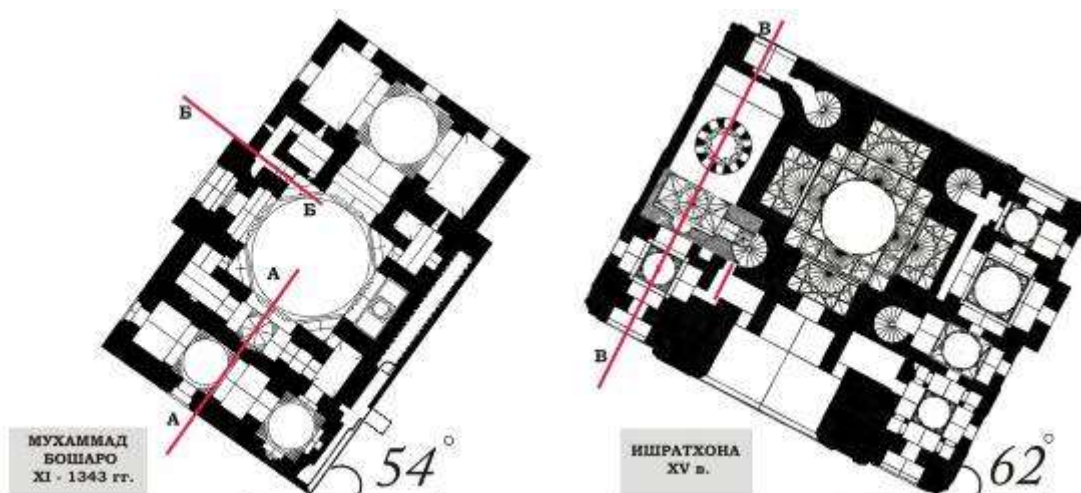 Б
Б
А
А
МУХАММАД
БОШАРО
XI - 1343 гг.
54°
В
В
ИШРАТХОНА
XV в.
62°